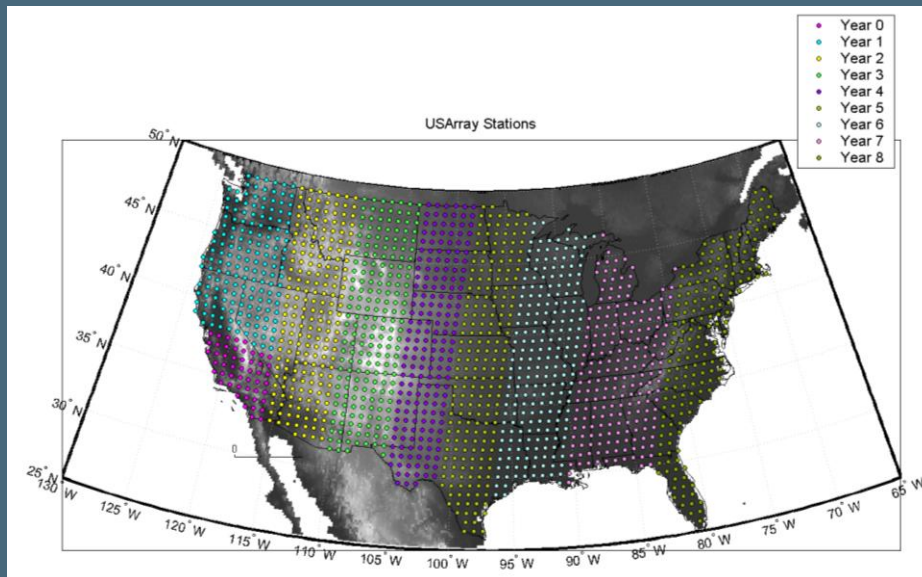 Year 0
Year 1
Year 2
Year 3
Year 4
Year 5
Year 6
Year 7
Year 8
USArray Stations
50° N
45° N
40° N
35° N
30° N
25° N
0
130° W
125° W
120° W
115° W
110° W
105° W
100° W
95° W
90° W
85° W
80° W
75° W
70° W
65° W